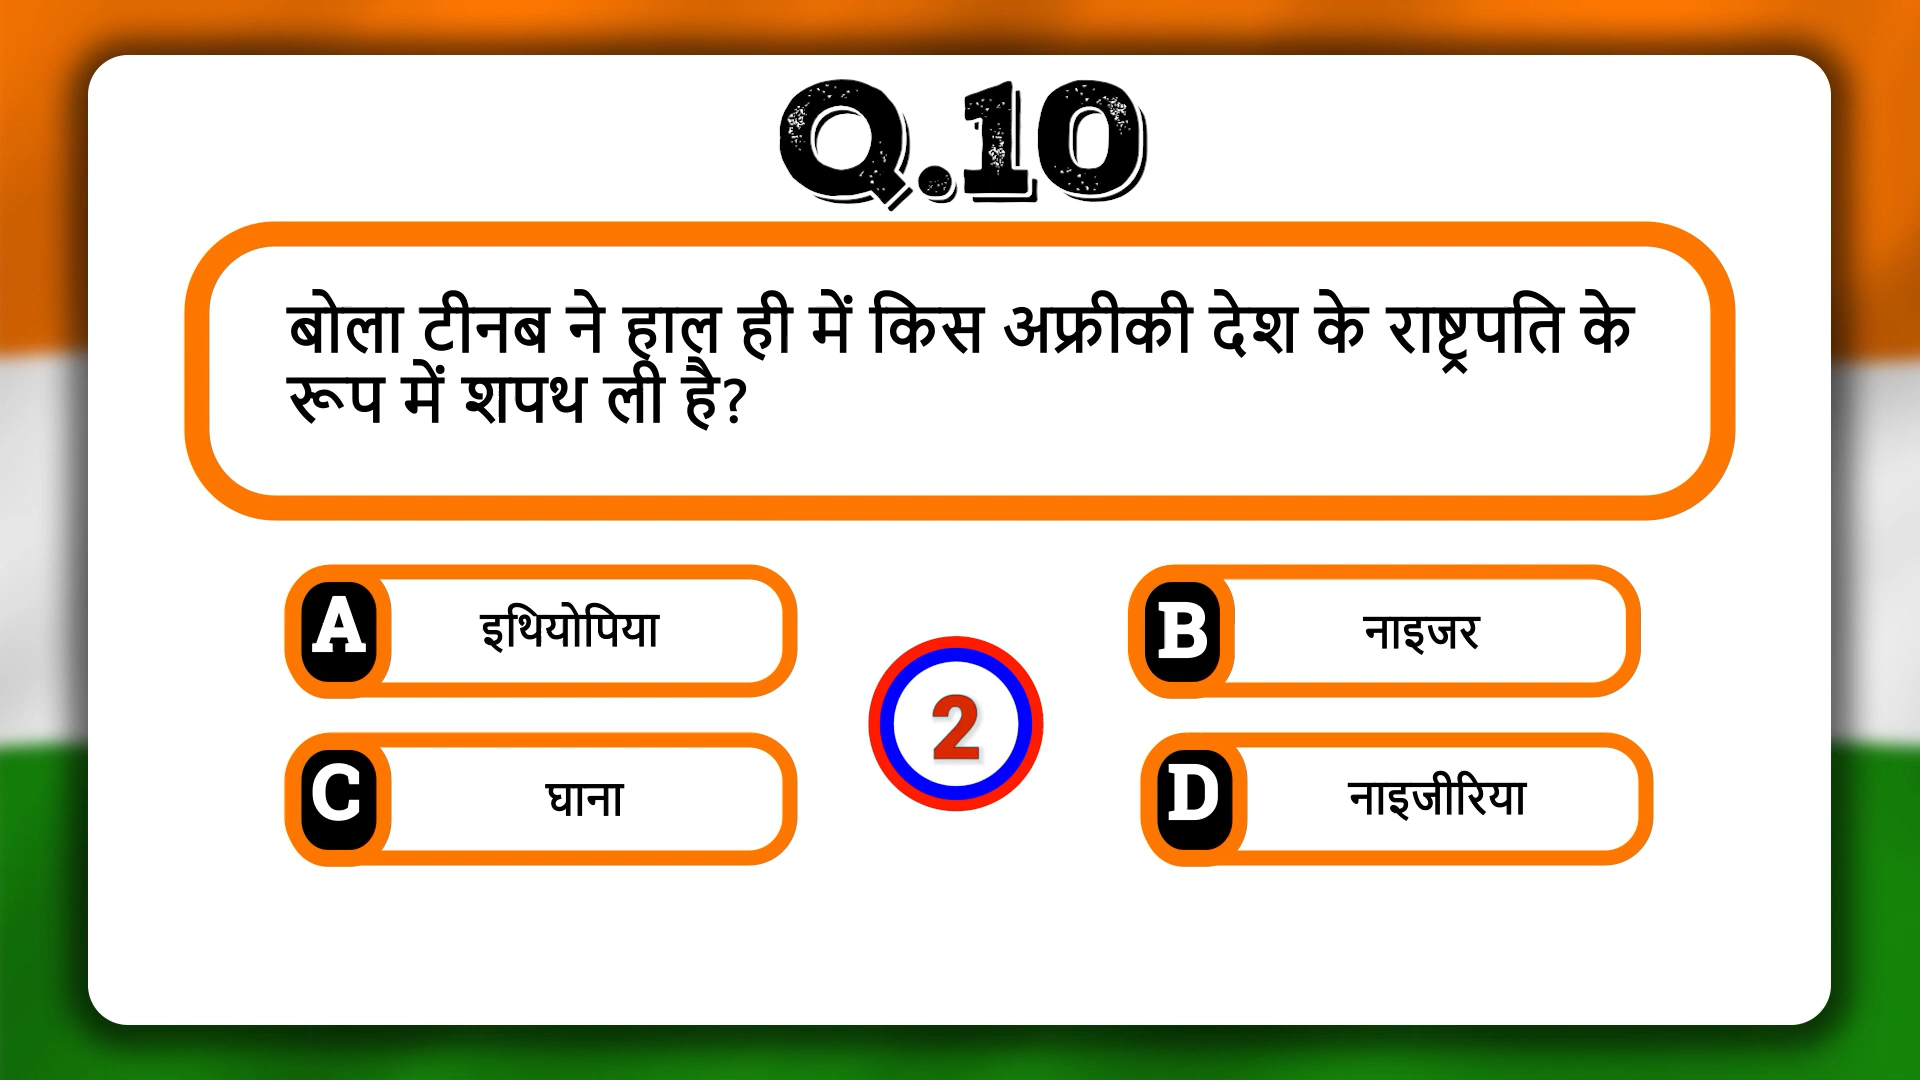 Q.10
बोला टीनब ने हाल ही में किस अफ्रीकी देश के राष्ट्रपति के
रूप में शपथ ली है?
A इथियोपिया
B नाइजर
2
C घाना
D नाइजीरिया